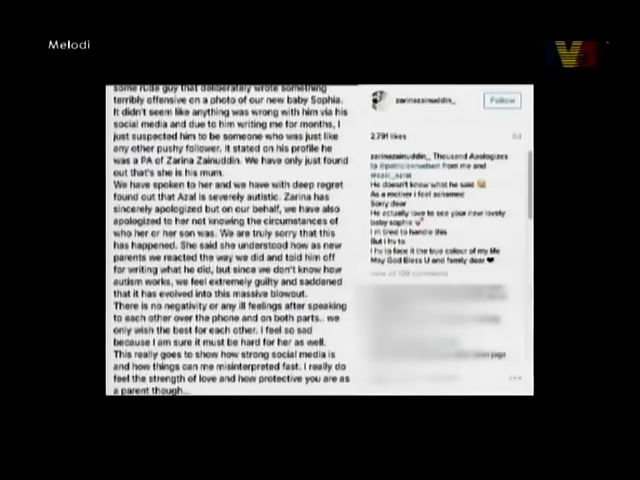 Melodi
TV3
some rude guy that deliberately wrote something
terribly offensive on a photo of our new baby Sophia.
It didn't seem like anything was wrong with him via his
social media and due to him writing me for months, I
just suspected him to be someone who was just like
any other pushy follower. It stated on his profile he
was a PA of Zarina Zainuddin. We have only just found
out that's she is his mum.
We have spoken to her and we have with deep regret
found out that Azal is severely autistic. Zarina has
sincerely apologized but on our behalf, we have also
apologized to her not knowing the circumstances of
who her or her son was. We are truly sorry that this
has happened. She said she understood how as new
parents we reacted the way we did and told him off
for writing what he did, but since we don't know how
autism works, we feel extremely guilty and saddened
that it has evolved into this massive blowout.
There is no negativity or any ill feelings after speaking
to each other over the phone and on both parts.. we
only wish the best for each other. I feel so sad
because I am sure it must be hard for her as well.
This really goes to show how strong social media is
and how things can me misinterpreted fast. I really do
feel the strength of love and how protective you are as
a parent though...
zarinazainuddin_
Follow
2,791 likes
zarinazainuddin_ Thousand Apologizes
to @patricioknudsen from me and
He doesn't know what he said
As a mother i feel ashamed
Sorry dear
He actually love to see your new lovely
baby sophia
I m tired to handle this
But I try to
I try to face it the true colour of my life
May God Bless U and family dear ❤
view all comments